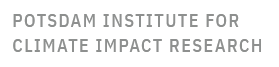 POTSDAM INSTITUTE FOR
CLIMATE IMPACT RESEARCH